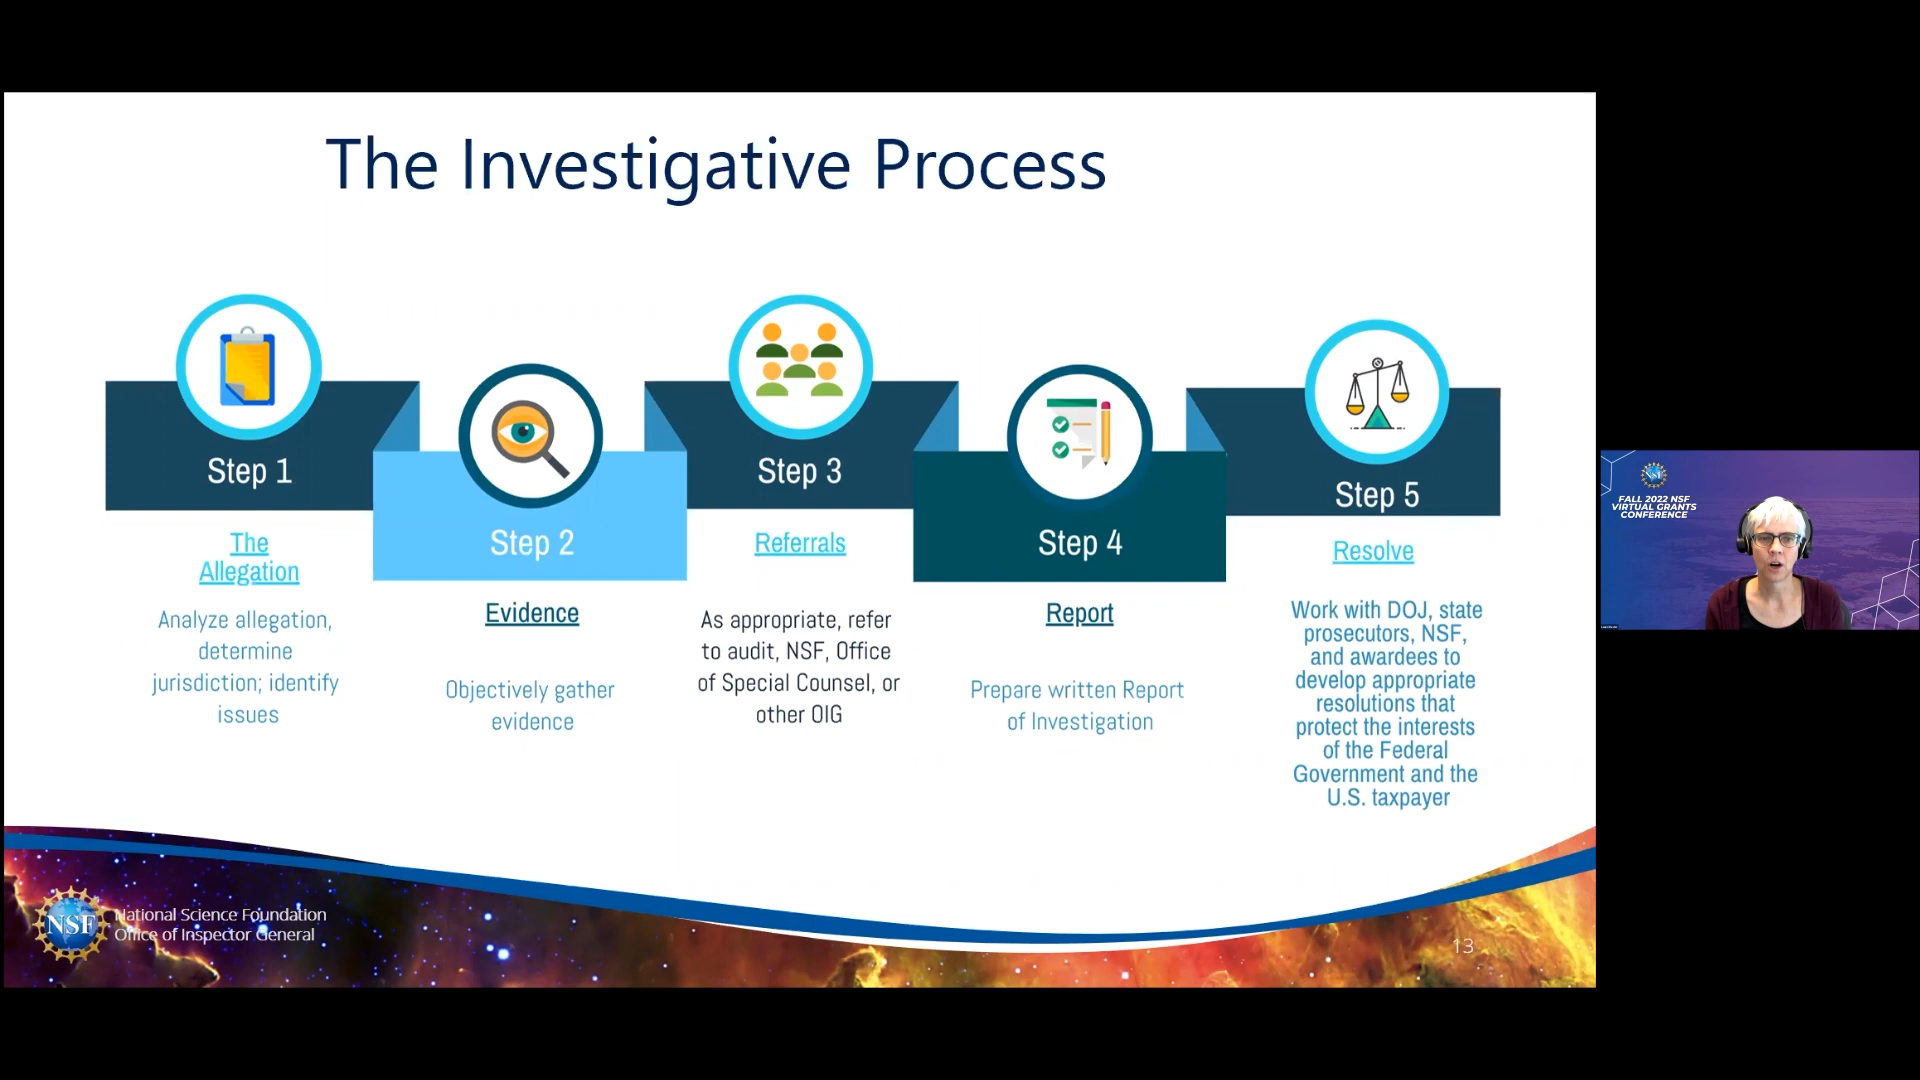 The Investigative Process
Step 1
The
Allegation
Analyze allegation,
determine
jurisdiction; identify
issues
Step 2
Evidence
Objectively gather
evidence
Step 3
Referrals
As appropriate, refer
to audit, NSF, Office
of Special Counsel, or
other OIG
Step 4
Report
Prepare written Report
of Investigation
Step 5
Resolve
Work with DOJ, state
prosecutors, NSF,
and awardees to
develop appropriate
resolutions that
protect the interests
of the Federal
Government and the
U.S. taxpayer
NSF
National Science Foundation
Office of Inspector General
13
NSF
FALL 2022 NSF
VIRTUAL GRANTS
CONFERENCE